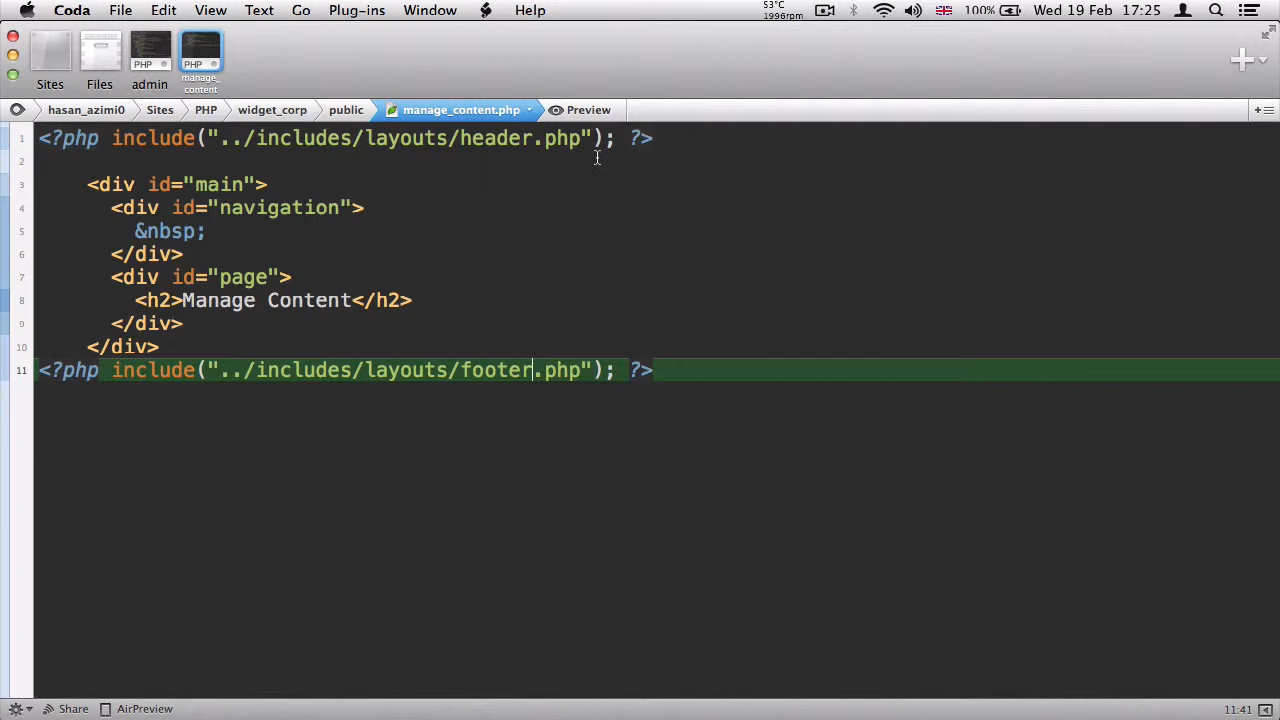 Coda File Edit View Text Go Plug-ins Window Help 53°C 1996rpm 100% Wed 19 Feb 17:25
PHP PHP
Sites Files admin manage_content
hasan_azimi0 Sites PHP widget_corp public manage_content.php Preview
1 <?php include("../includes/layouts/header.php"); ?>
2
3 <div id="main">
4 <div id="navigation">
5 &nbsp;
6 </div>
7 <div id="page">
8 <h2>Manage Content</h2>
9 </div>
10 </div>
11 <?php include("../includes/layouts/footer.php"); ?>
Share AirPreview 11:41